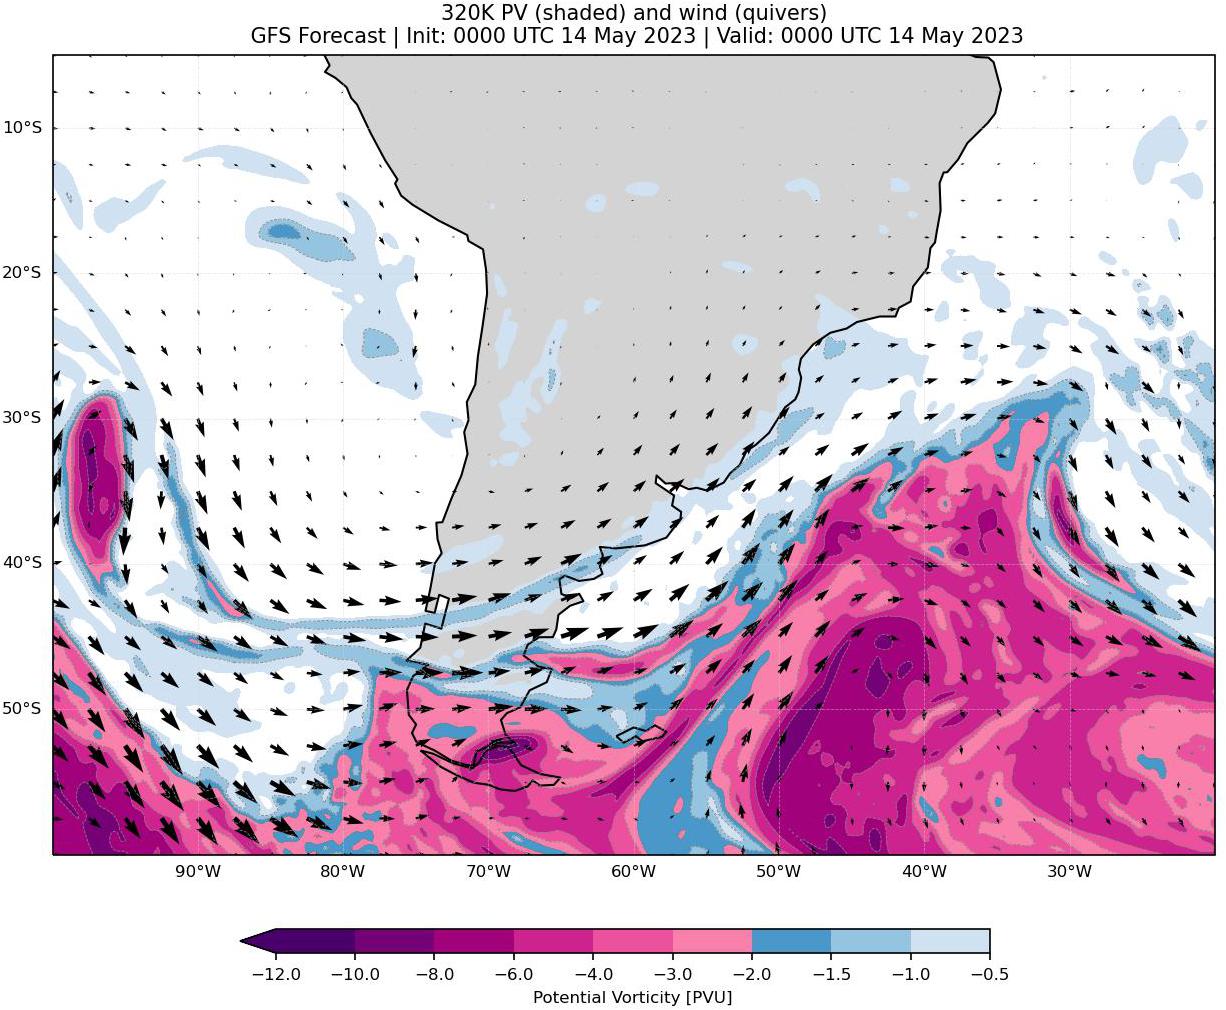 320K PV (shaded) and wind (quivers)
GFS Forecast | Init: 0000 UTC 14 May 2023 | Valid: 0000 UTC 14 May 2023
10°S
20°S
30°S
40°S
50°S
90°W 80°W 70°W 60°W 50°W 40°W 30°W
−12.0 −10.0 −8.0 −6.0 −4.0 −3.0 −2.0 −1.5 −1.0 −0.5
Potential Vorticity [PVU]